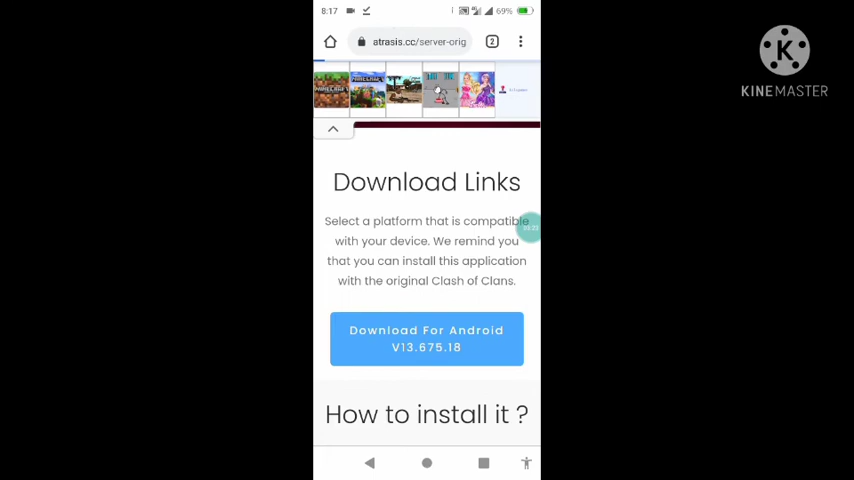 8:17
69%
atrasis.cc/server-orig
2
KINEMASTER
MINECRAFT
MINECRAFT
Download Links
Select a platform that is compatible
with your device. We remind you
that you can install this application
with the original Clash of Clans.
Download For Android
V13.675.18
How to install it ?